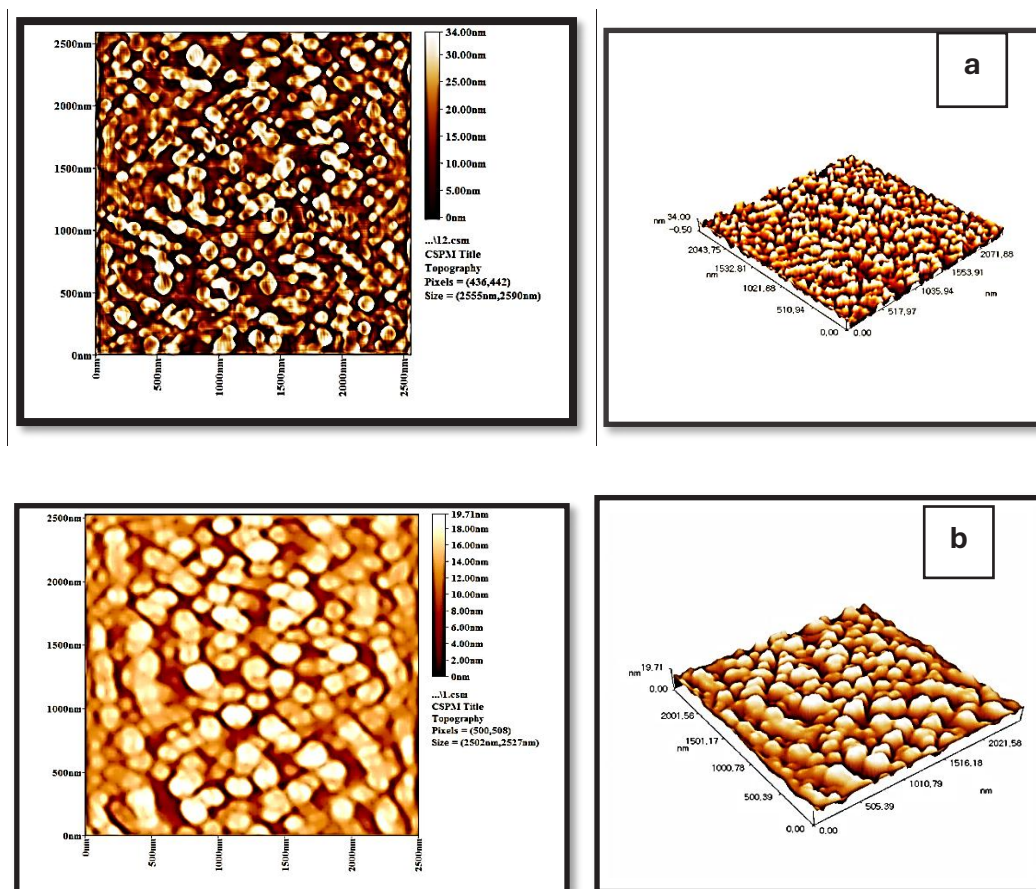 2500nm
2000nm
1500nm
1000nm
500nm
0nm
0nm
500nm
1000nm
1500nm
2000nm
2500nm
34.00nm
30.00nm
25.00nm
20.00nm
15.00nm
10.00nm
5.00nm
0nm
...\12.csm
CSPM Title
Topography
Pixels = (436,442)
Size = (2555nm,2590nm)
a
nm 34,00
-0,50
2043,75
1532,81
nm
1021,88
510,94
0,00
0,00
517,97
1035,94
1553,91
2071,88
nm
2500nm
2000nm
1500nm
1000nm
500nm
0nm
0nm
500nm
1000nm
1500nm
2000nm
2500
19.71nm
18.00nm
16.00nm
14.00nm
12.00nm
10.00nm
8.00nm
6.00nm
4.00nm
2.00nm
0nm
...\1.csm
CSPM Title
Topography
Pixels = (500,508)
Size = (2502nm,2527nm)
b
19,71
nm
0,00
2001,56
1501,17
nm
1000,78
500,39
0,00
0,00
505,39
1010,79
1516,18
2021,58
nm